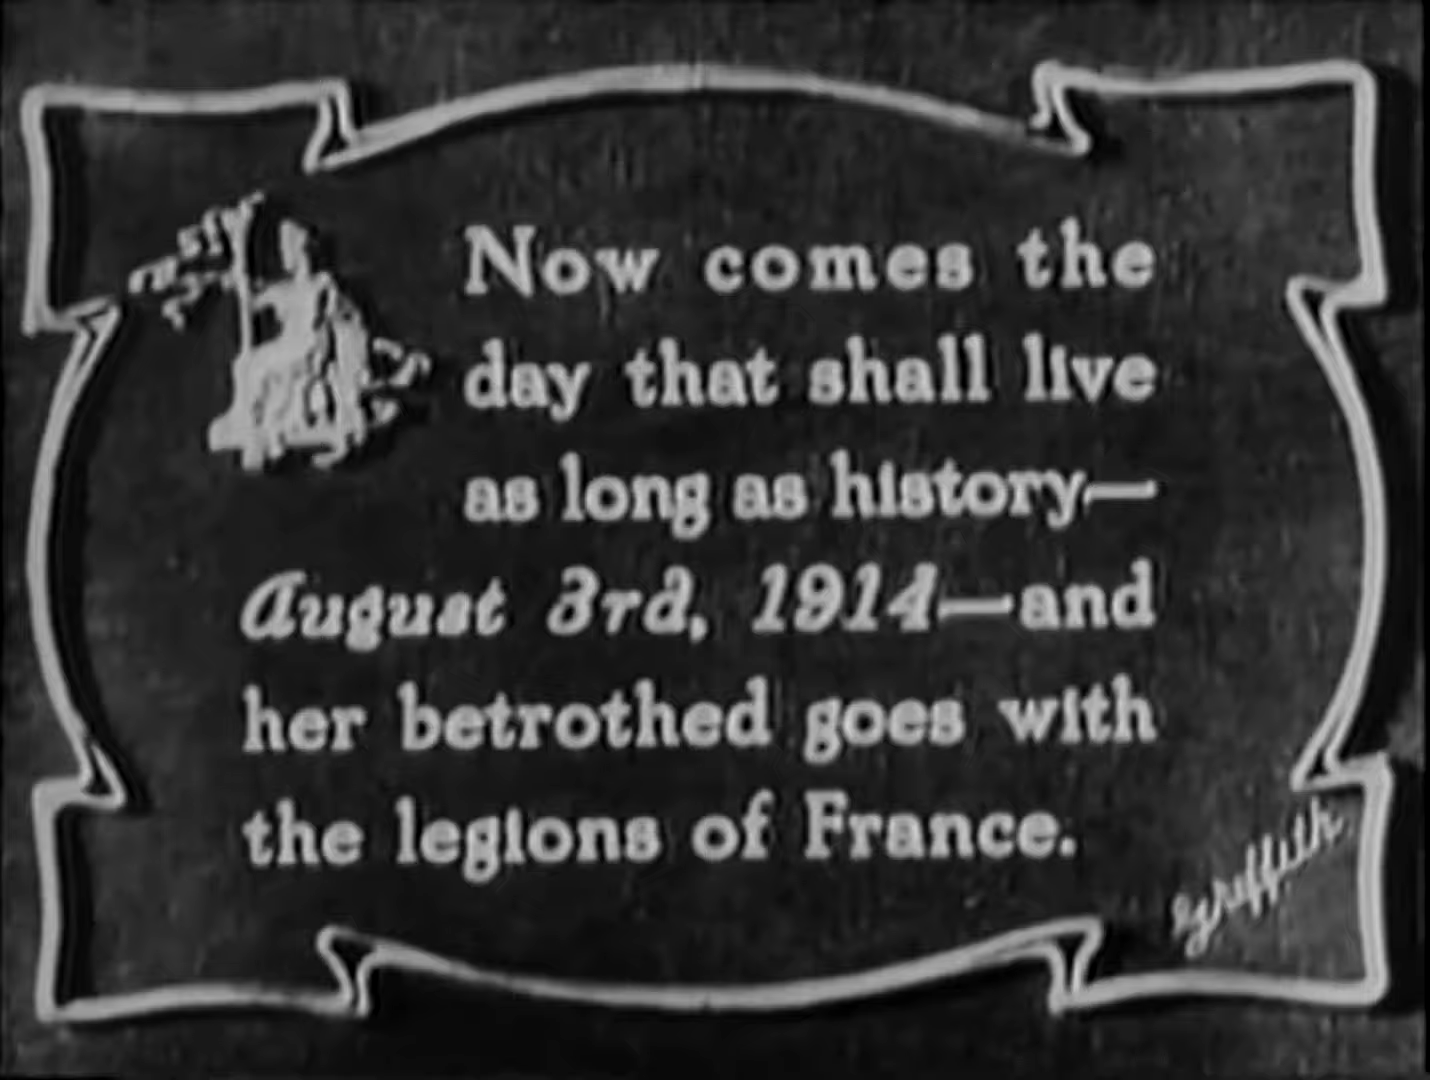 Now comes the
day that shall live
as long as history—
August 3rd, 1914—and
her betrothed goes with
the legions of France.
Griffith